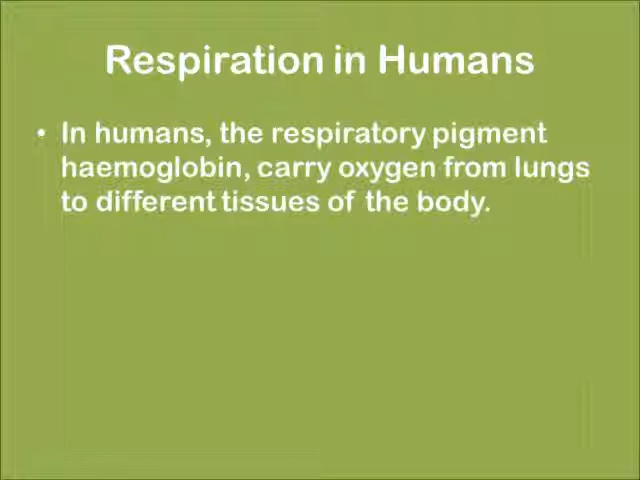 Respiration in Humans
• In humans, the respiratory pigment
haemoglobin, carry oxygen from lungs
to different tissues of the body.